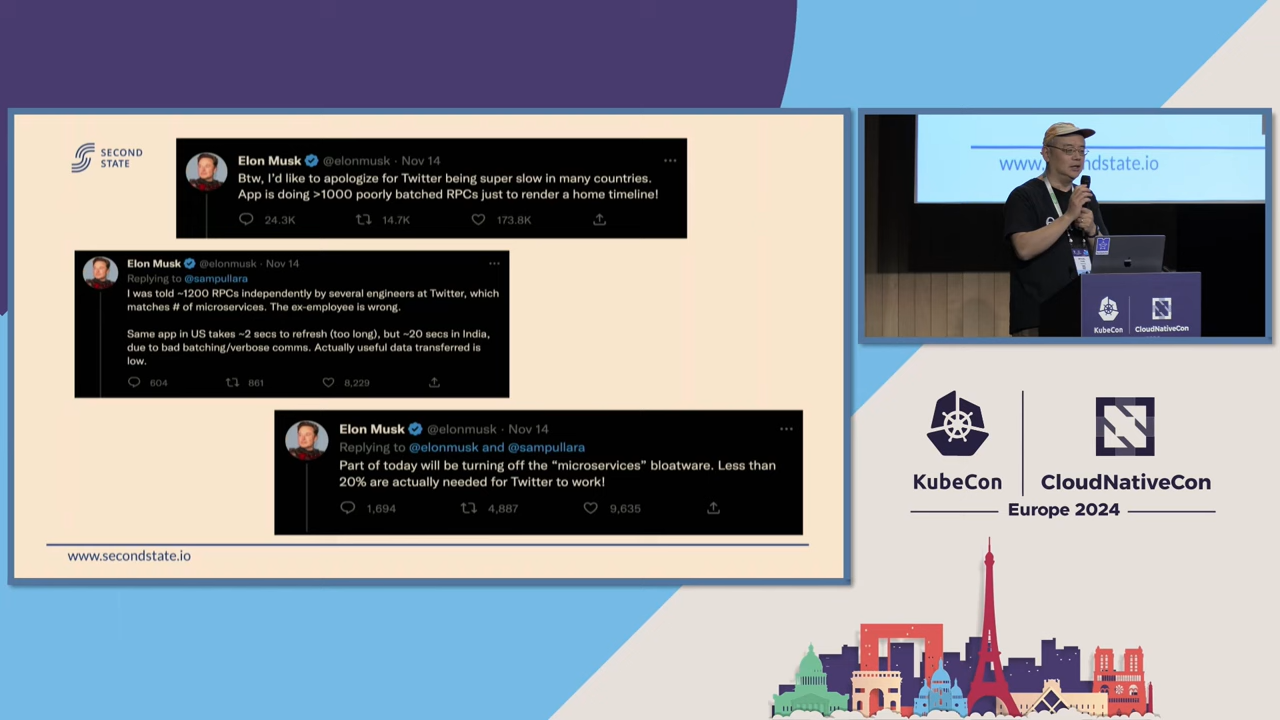 SECOND
STATE
Elon Musk @elonmusk · Nov 14
Btw, I'd like to apologize for Twitter being super slow in many countries.
App is doing >1000 poorly batched RPCs just to render a home timeline!
24.3K 14.7K 173.8K
Elon Musk @elonmusk · Nov 14
Replying to @sampullara
I was told ~1200 RPCs independently by several engineers at Twitter, which
matches # of microservices. The ex-employee is wrong.
Same app in US takes ~2 secs to refresh (too long), but ~20 secs in India,
due to bad batching/verbose comms. Actually useful data transferred is
low.
604 861 8,229
Elon Musk @elonmusk · Nov 14
Replying to @elonmusk and @sampullara
Part of today will be turning off the “microservices” bloatware. Less than
20% are actually needed for Twitter to work!
1,694 4,887 9,635
www.secondstate.io
KubeCon
CloudNativeCon
KubeCon
CloudNativeCon
Europe 2024